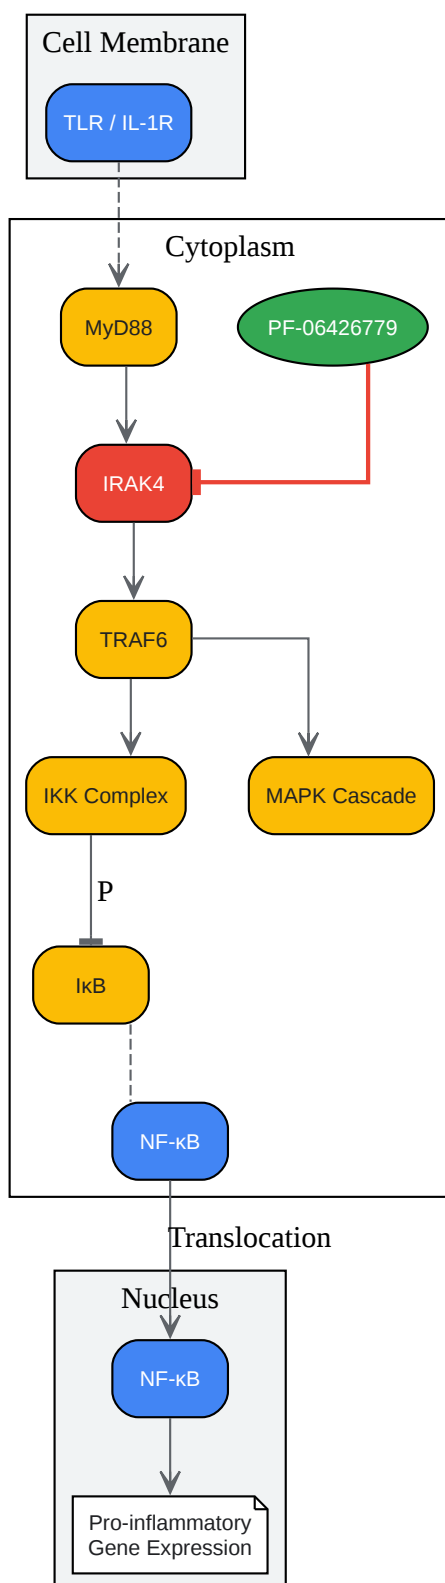 Cell Membrane
TLR / IL-1R
Cytoplasm
MyD88
PF-06426779
IRAK4
TRAF6
IKK Complex
MAPK Cascade
P
IκB
NF-κB
Translocation
Nucleus
NF-κB
Pro-inflammatory
Gene Expression